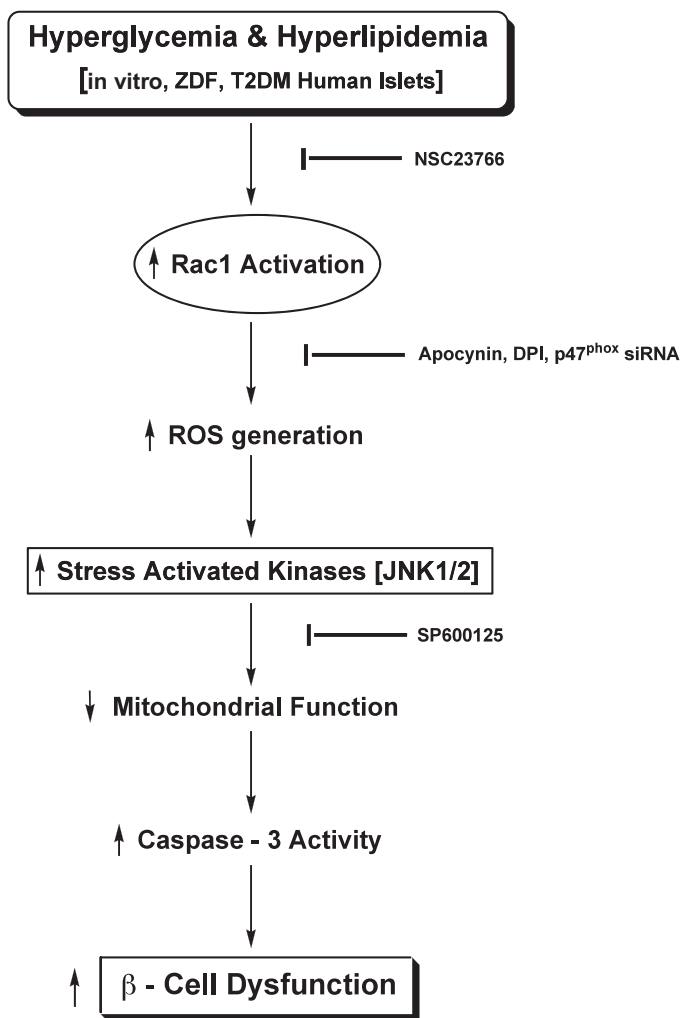 Hyperglycemia & Hyperlipidemia
[in vitro, ZDF, T2DM Human Islets]
NSC23766
↑ Rac1 Activation
Apocynin, DPI, p47phox siRNA
↑ ROS generation
↑ Stress Activated Kinases [JNK1/2]
SP600125
↓ Mitochondrial Function
↑ Caspase - 3 Activity
↑ β - Cell Dysfunction